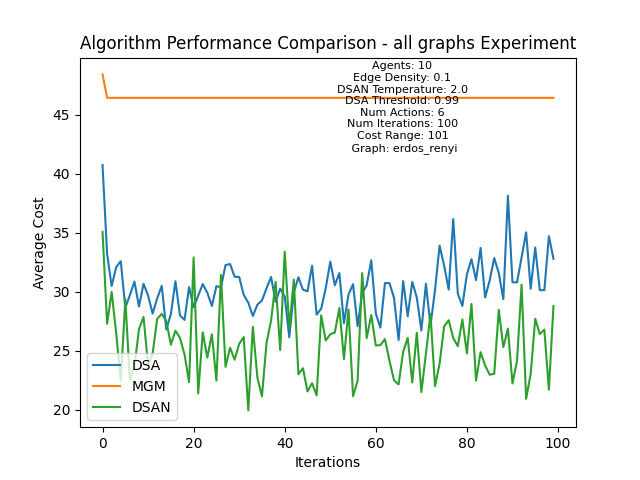 Algorithm Performance Comparison - all graphs Experiment
Agents: 10
Edge Density: 0.1
DSAN Temperature: 2.0
DSA Threshold: 0.99
Num Actions: 6
Num Iterations: 100
Cost Range: 101
Graph: erdos_renyi
Average Cost
45
40
35
30
25
20
DSA
MGM
DSAN
0
20
40
60
80
100
Iterations